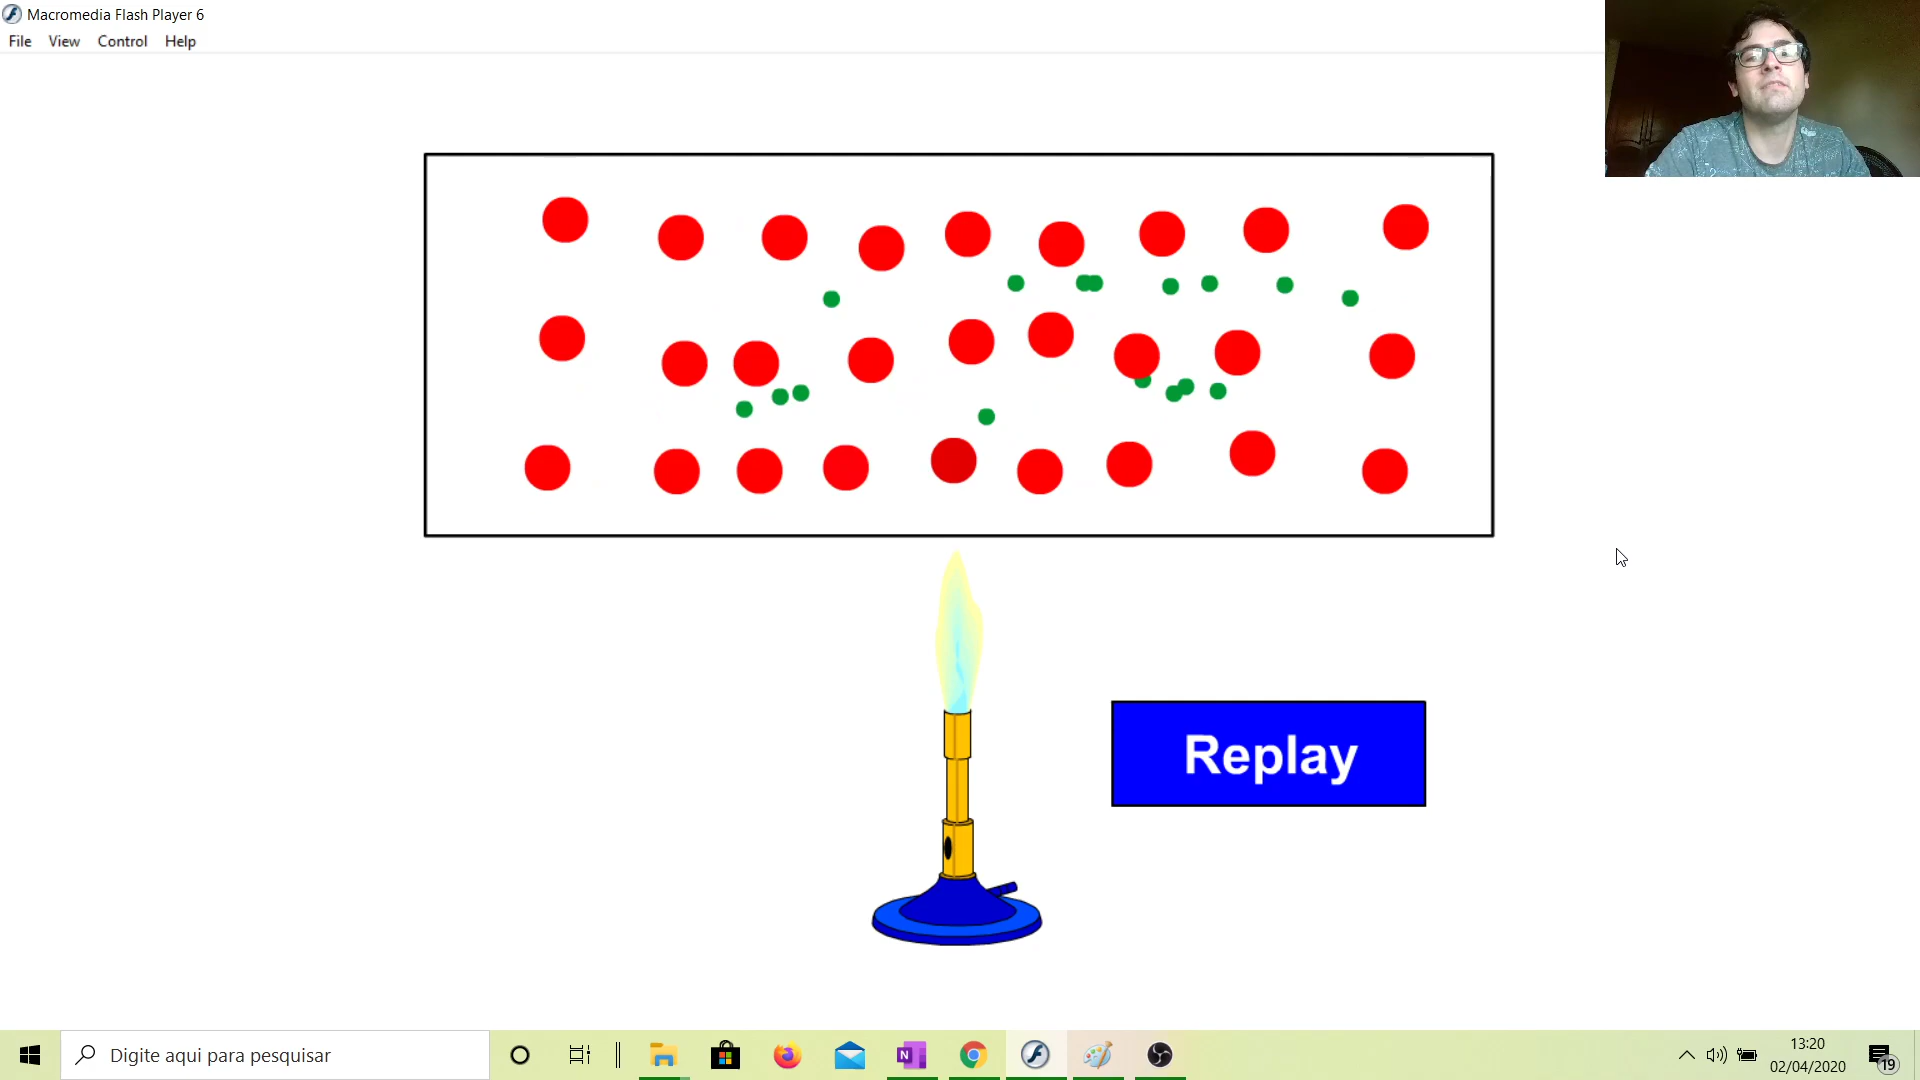 Macromedia Flash Player 6
File View Control Help
Replay
Digite aqui para pesquisar
N
13:20
02/04/2020
19